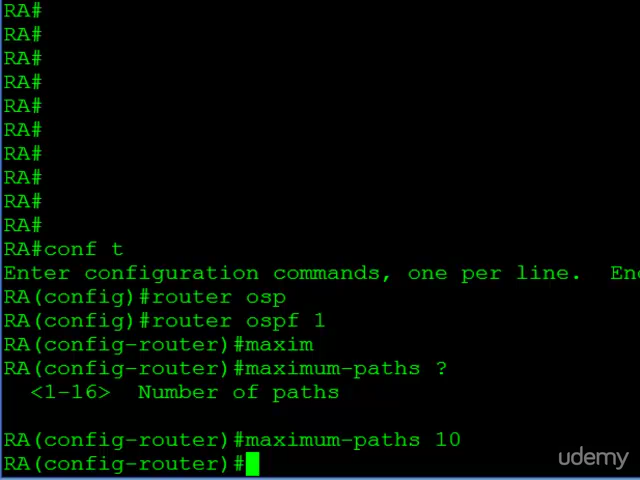 RA#
RA#
RA#
RA#
RA#
RA#
RA#
RA#
RA#
RA#
RA#conf t
Enter configuration commands, one per line.  En
RA(config)#router osp
RA(config)#router ospf 1
RA(config-router)#maxim
RA(config-router)#maximum-paths ?
  <1-16>  Number of paths
RA(config-router)#maximum-paths 10
RA(config-router)#
udemy